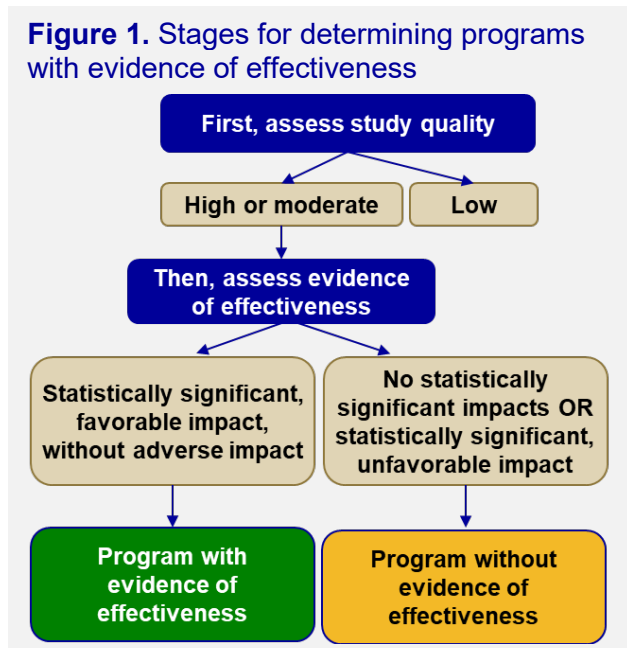 Figure 1. Stages for determining programs
with evidence of effectiveness
First, assess study quality
High or moderate
Low
Then, assess evidence
of effectiveness
Statistically significant,
favorable impact,
without adverse impact
No statistically
significant impacts OR
statistically significant,
unfavorable impact
Program with
evidence of
effectiveness
Program without
evidence of
effectiveness